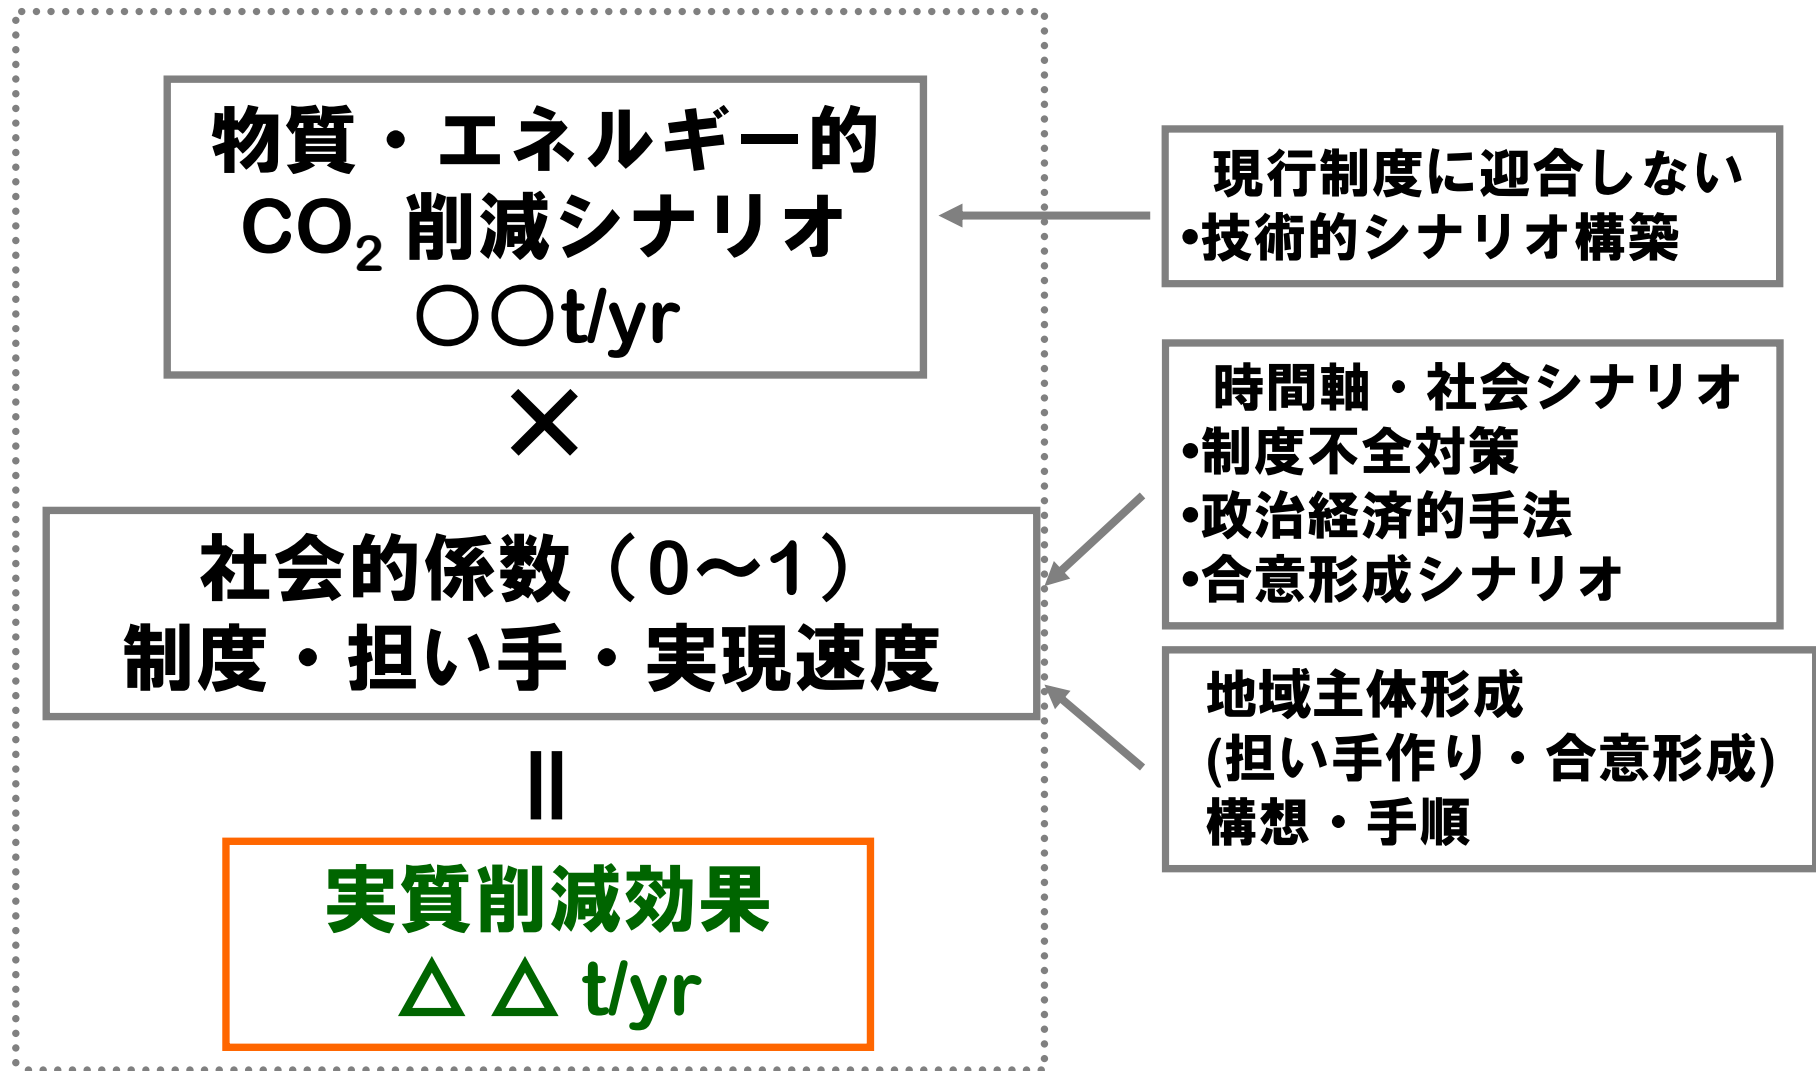 物質・エネルギー的
CO₂ 削減シナリオ
○○t/yr
×
社会的係数（0～1）
制度・担い手・実現速度
||
実質削減効果
△ △ t/yr
現行制度に迎合しない
•技術的シナリオ構築
時間軸・社会シナリオ
•制度不全対策
•政治経済的手法
•合意形成シナリオ
地域主体形成
(担い手作り・合意形成)
構想・手順